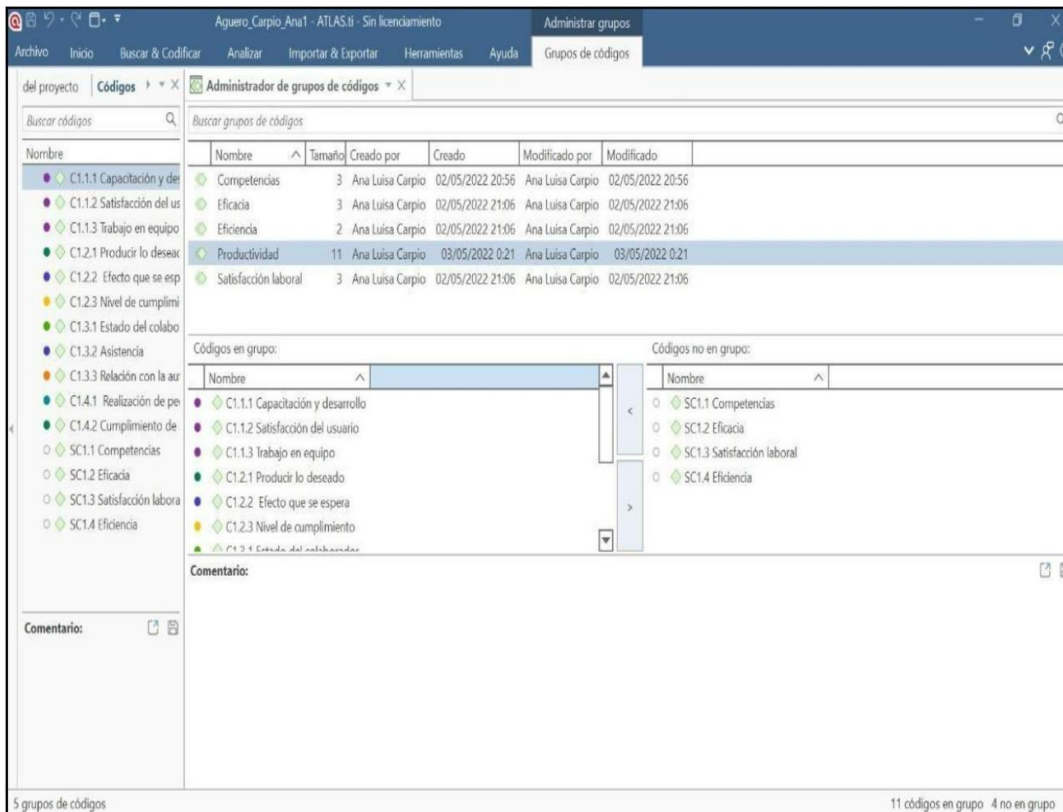 Aguero_Carpio_Ana1 - ATLAS.ti - Sin licenciamiento Administrar grupos
Archivo Inicio Buscar & Codificar Analizar Importar & Exportar Herramientas Ayuda Grupos de códigos
del proyecto Códigos Administrador de grupos de códigos
Buscar códigos Buscar grupos de códigos
Nombre Nombre Tamaño Creado por Creado Modificado por Modificado
C1.1.1 Capacitación y des Competencias 3 Ana Luisa Carpio 02/05/2022 20:56 Ana Luisa Carpio 02/05/2022 20:56
C1.1.2 Satisfacción del us Eficacia 3 Ana Luisa Carpio 02/05/2022 21:06 Ana Luisa Carpio 02/05/2022 21:06
C1.1.3 Trabajo en equipo Eficiencia 2 Ana Luisa Carpio 02/05/2022 21:06 Ana Luisa Carpio 02/05/2022 21:06
C1.2.1 Producir lo deseac Productividad 11 Ana Luisa Carpio 03/05/2022 0:21 Ana Luisa Carpio 03/05/2022 0:21
C1.2.2 Efecto que se esp Satisfacción laboral 3 Ana Luisa Carpio 02/05/2022 21:06 Ana Luisa Carpio 02/05/2022 21:06
C1.2.3 Nivel de cumplimi
C1.3.1 Estado del colabo
C1.3.2 Asistencia Códigos en grupo: Códigos no en grupo:
C1.3.3 Relación con la au Nombre Nombre
C1.4.1 Realización de pe C1.1.1 Capacitación y desarrollo SC1.1 Competencias
C1.4.2 Cumplimiento de C1.1.2 Satisfacción del usuario SC1.2 Eficacia
SC1.1 Competencias C1.1.3 Trabajo en equipo SC1.3 Satisfacción laboral
SC1.2 Eficacia C1.2.1 Producir lo deseado SC1.4 Eficiencia
SC1.3 Satisfacción labora C1.2.2 Efecto que se espera
SC1.4 Eficiencia C1.2.3 Nivel de cumplimiento
C1.3.1 Estado del colaborador
Comentario:
Comentario:
5 grupos de códigos 11 códigos en grupo 4 no en grupo